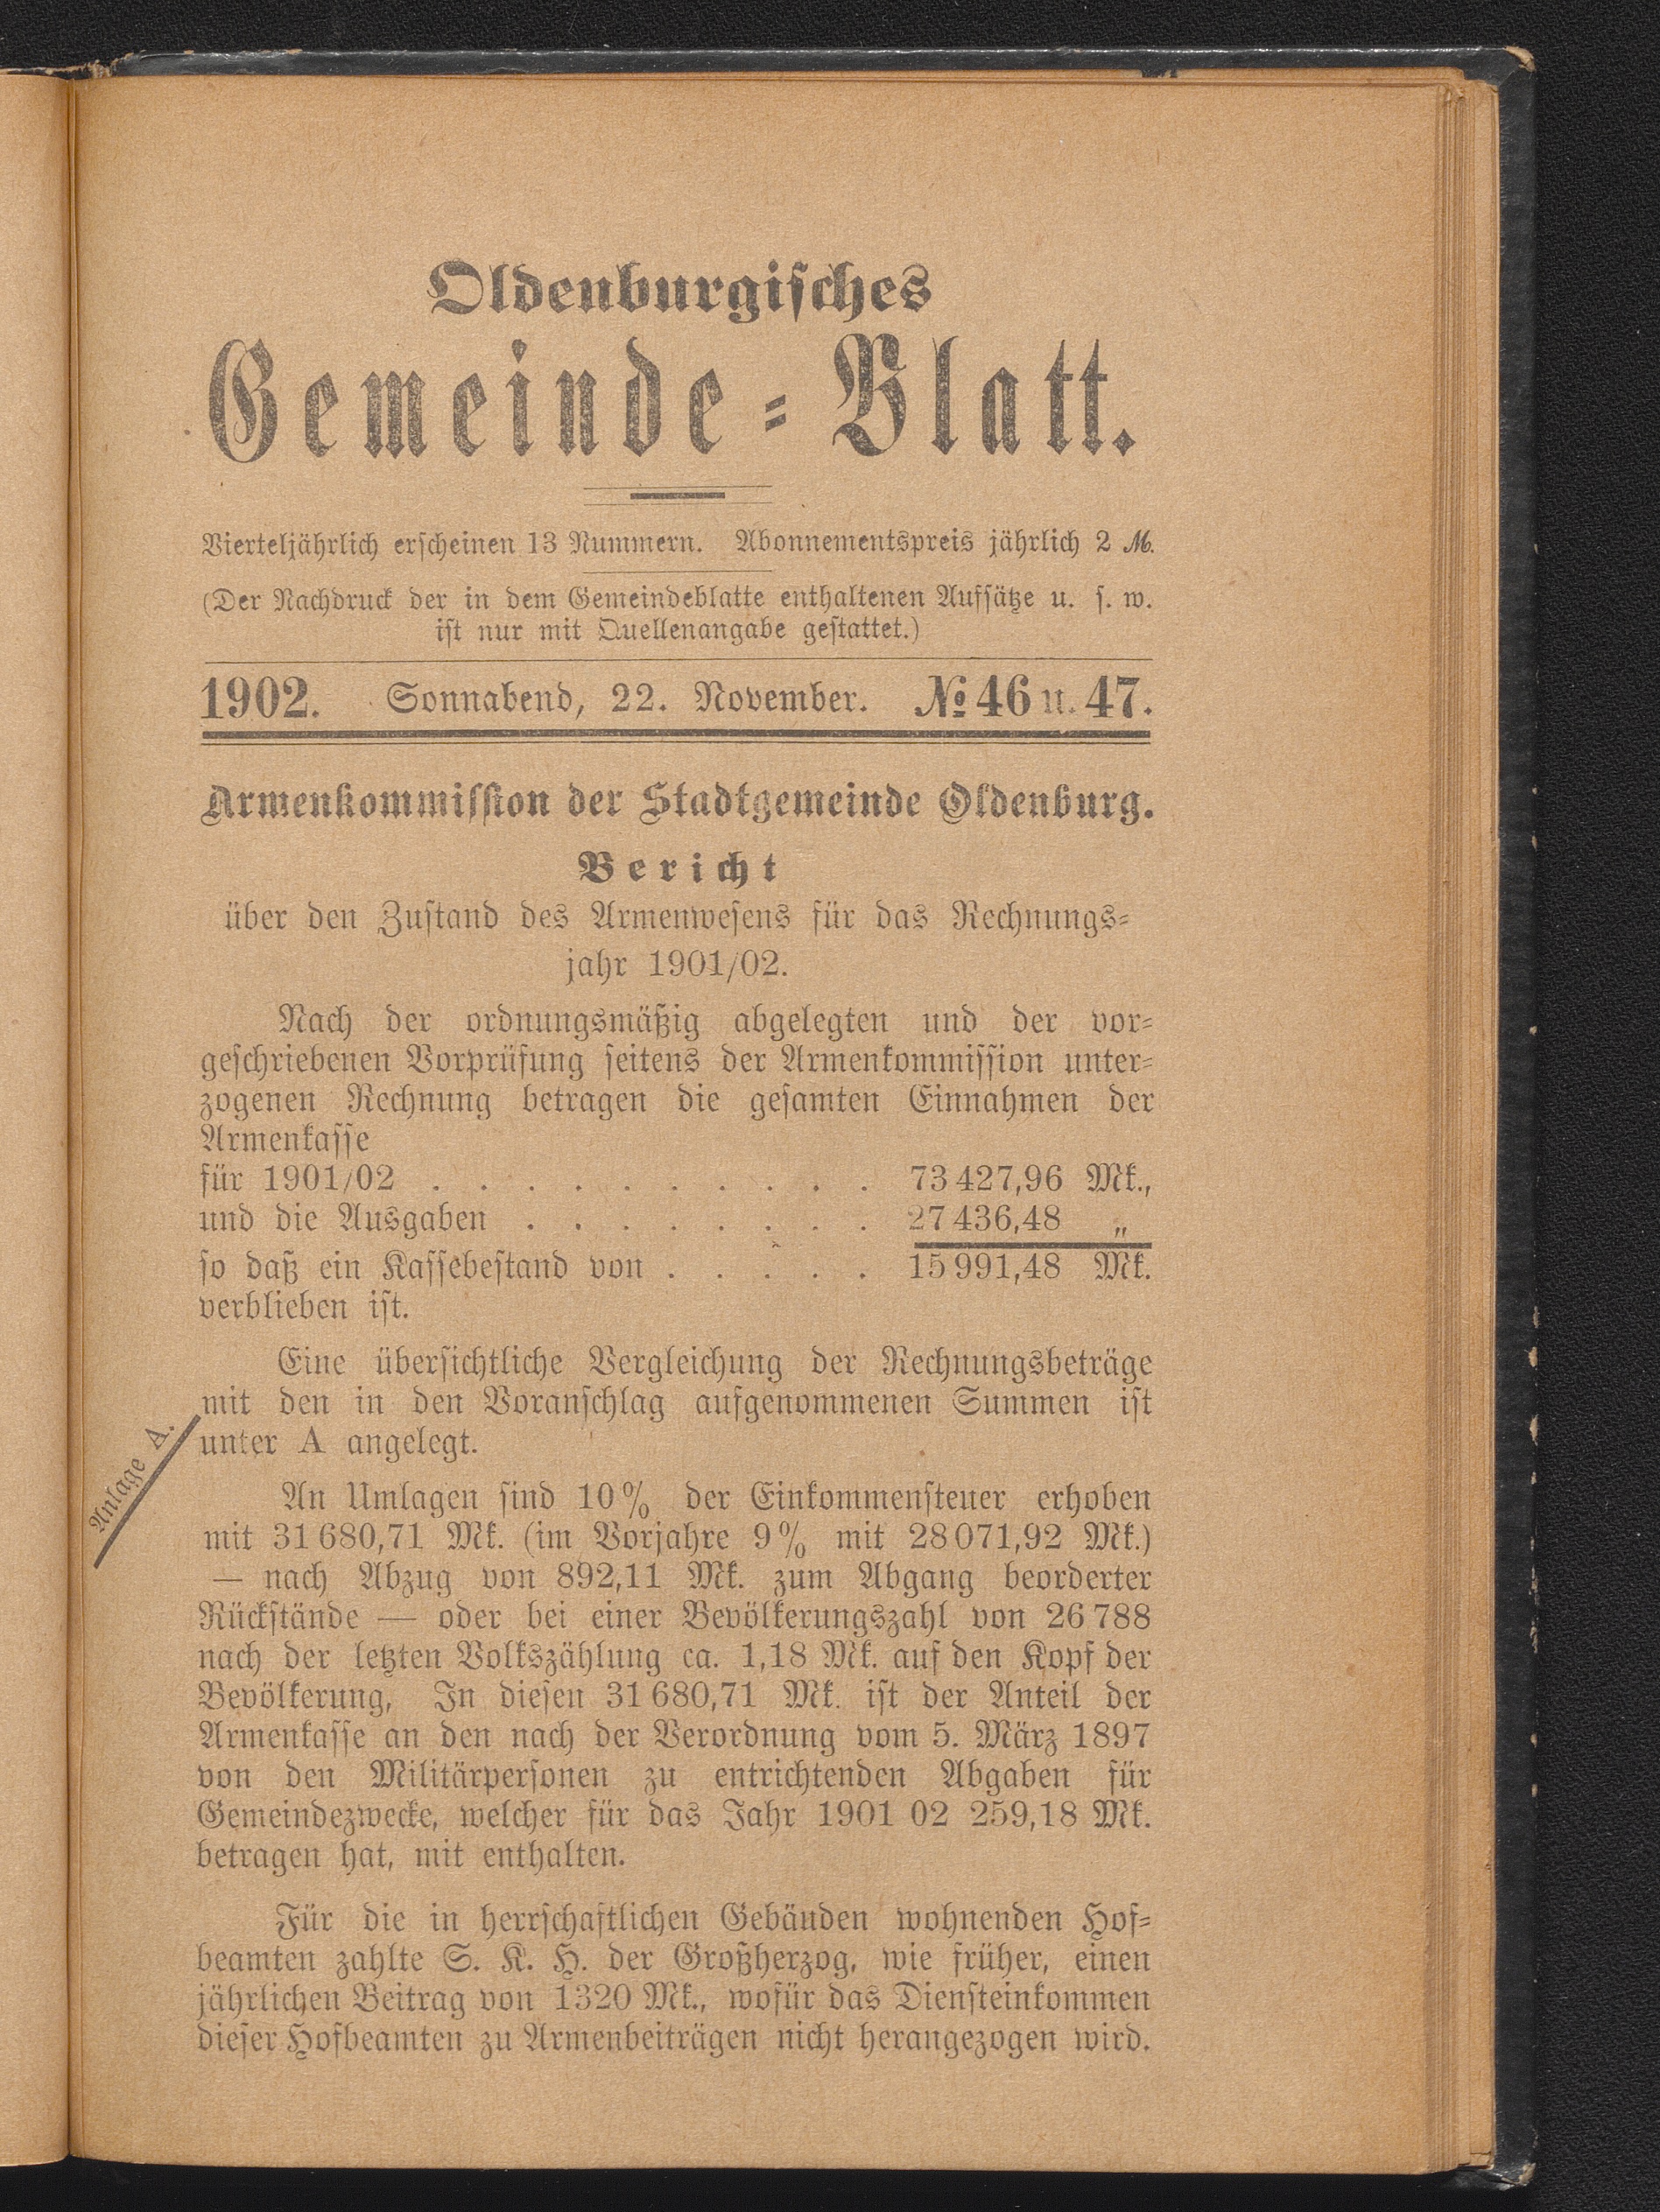 Oldenburgisches
Gemeinde-Blatt.
Vierteljährlich erscheinen 13 Nummern. Abonnementspreis jährlich 2 ℳ.
(Der Nachdruck der in dem Gemeindeblatte enthaltenen Aufsätze u. s. w.
ist nur mit Quellenangabe gestattet.)
1902. Sonnabend, 22. November. № 46 u. 47.
Armenkommission der Stadtgemeinde Oldenburg.
Bericht
über den Zustand des Armenwesens für das Rechnungs-
jahr 1901/02.
Nach der ordnungsmäßig abgelegten und der vor-
geschriebenen Vorprüfung seitens der Armenkommission unter-
zogenen Rechnung betragen die gesamten Einnahmen der
Armenkasse
für 1901/02 . . . . . . . . . . 73 427,96 Mk.,
und die Ausgaben . . . . . . . . 27 436,48 „
so daß ein Kassebestand von . . . . . 15 991,48 Mk.
verblieben ist.
Eine übersichtliche Vergleichung der Rechnungsbeträge
mit den in den Voranschlag aufgenommenen Summen ist
Anlage A.
unter A angelegt.
An Umlagen sind 10% der Einkommensteuer erhoben
mit 31 680,71 Mk. (im Vorjahre 9% mit 28 071,92 Mk.)
— nach Abzug von 892,11 Mk. zum Abgang beorderter
Rückstände — oder bei einer Bevölkerungszahl von 26 788
nach der letzten Volkszählung ca. 1,18 Mk. auf den Kopf der
Bevölkerung, In diesen 31 680,71 Mk. ist der Anteil der
Armenkasse an den nach der Verordnung vom 5. März 1897
von den Militärpersonen zu entrichtenden Abgaben für
Gemeindezwecke, welcher für das Jahr 1901 02 259,18 Mk.
betragen hat, mit enthalten.
Für die in herrschaftlichen Gebäuden wohnenden Hof-
beamten zahlte S. K. H. der Großherzog, wie früher, einen
jährlichen Beitrag von 1320 Mk., wofür das Diensteinkommen
dieser Hofbeamten zu Armenbeiträgen nicht herangezogen wird.